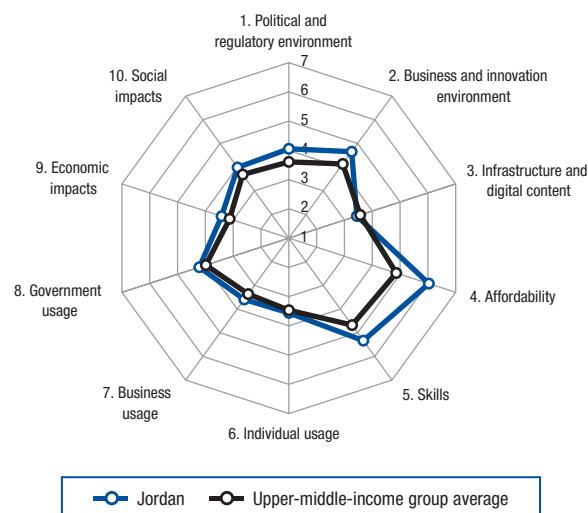 1. Political and
regulatory environment
2. Business and innovation
environment
3. Infrastructure and
digital content
4. Affordability
5. Skills
6. Individual usage
7. Business
usage
8. Government
usage
9. Economic
impacts
10. Social
impacts
7
6
5
4
3
2
1
Jordan
Upper-middle-income group average